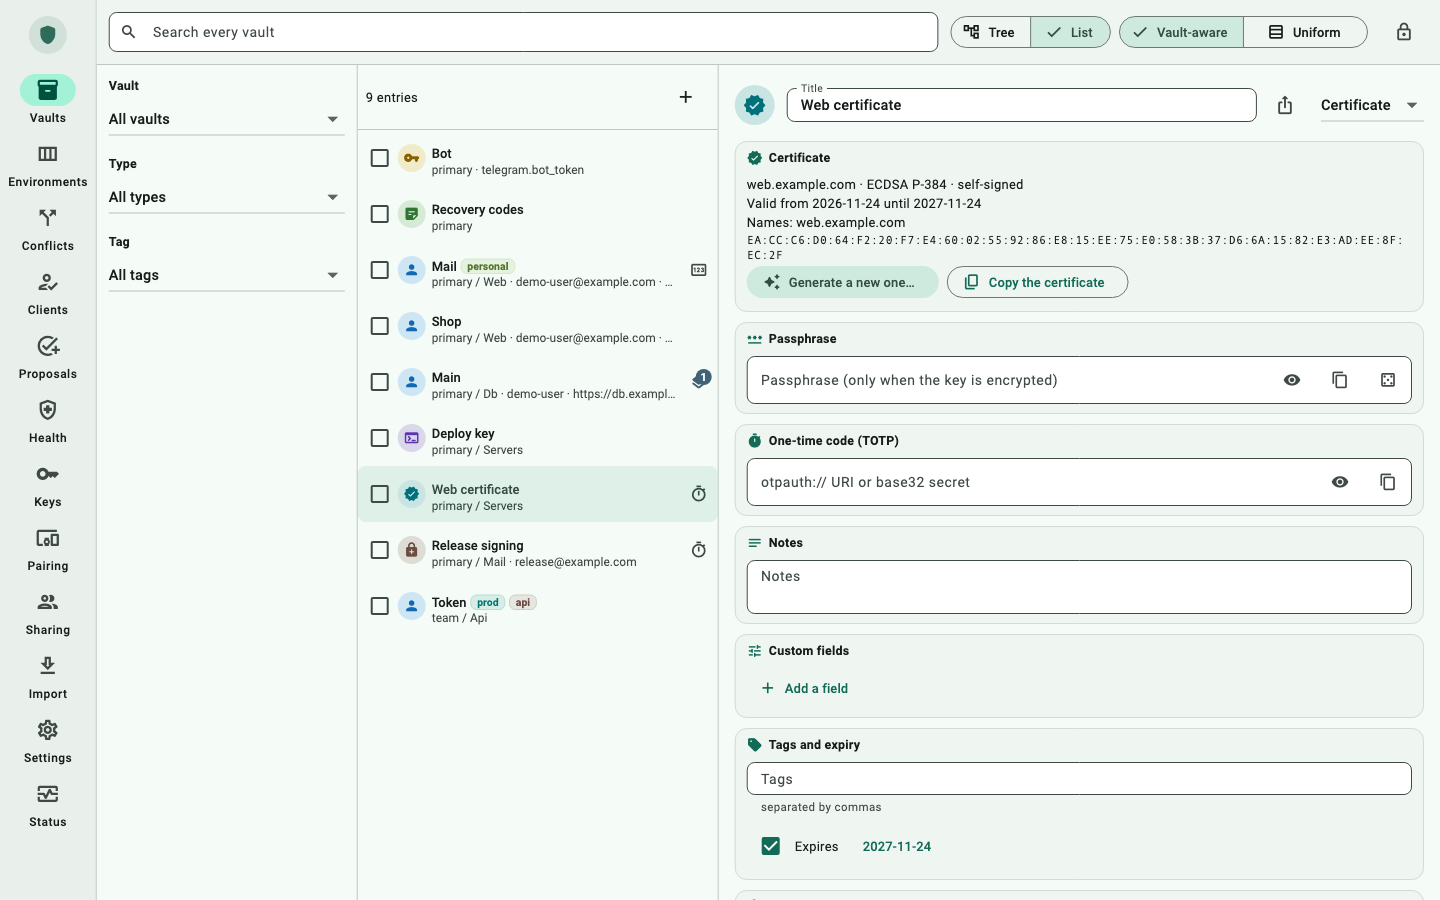 Search every vault
Tree
List
Vault-aware
Uniform
Vaults
Environments
Conflicts
Clients
Proposals
Health
Keys
Pairing
Sharing
Import
Settings
Status
Vault
All vaults
Type
All types
Tag
All tags
9 entries
Bot
primary · telegram.bot_token
Recovery codes
primary
Mail personal
primary / Web · demo-user@example.com · ...
123
Shop
primary / Web · demo-user@example.com · ...
Main
primary / Db · demo-user · https://db.exampl...
1
Deploy key
primary / Servers
Web certificate
primary / Servers
Release signing
primary / Mail · release@example.com
Token prod api
team / Api
Title
Web certificate
Certificate
Certificate
web.example.com · ECDSA P-384 · self-signed
Valid from 2026-11-24 until 2027-11-24
Names: web.example.com
EA:CC:C6:D0:64:F2:20:F7:E4:60:02:55:92:86:E8:15:EE:75:E0:58:3B:37:D6:6A:15:82:E3:AD:EE:8F:
EC:2F
Generate a new one...
Copy the certificate
Passphrase
Passphrase (only when the key is encrypted)
One-time code (TOTP)
otpauth:// URI or base32 secret
Notes
Notes
Custom fields
Add a field
Tags and expiry
Tags
separated by commas
Expires
2027-11-24